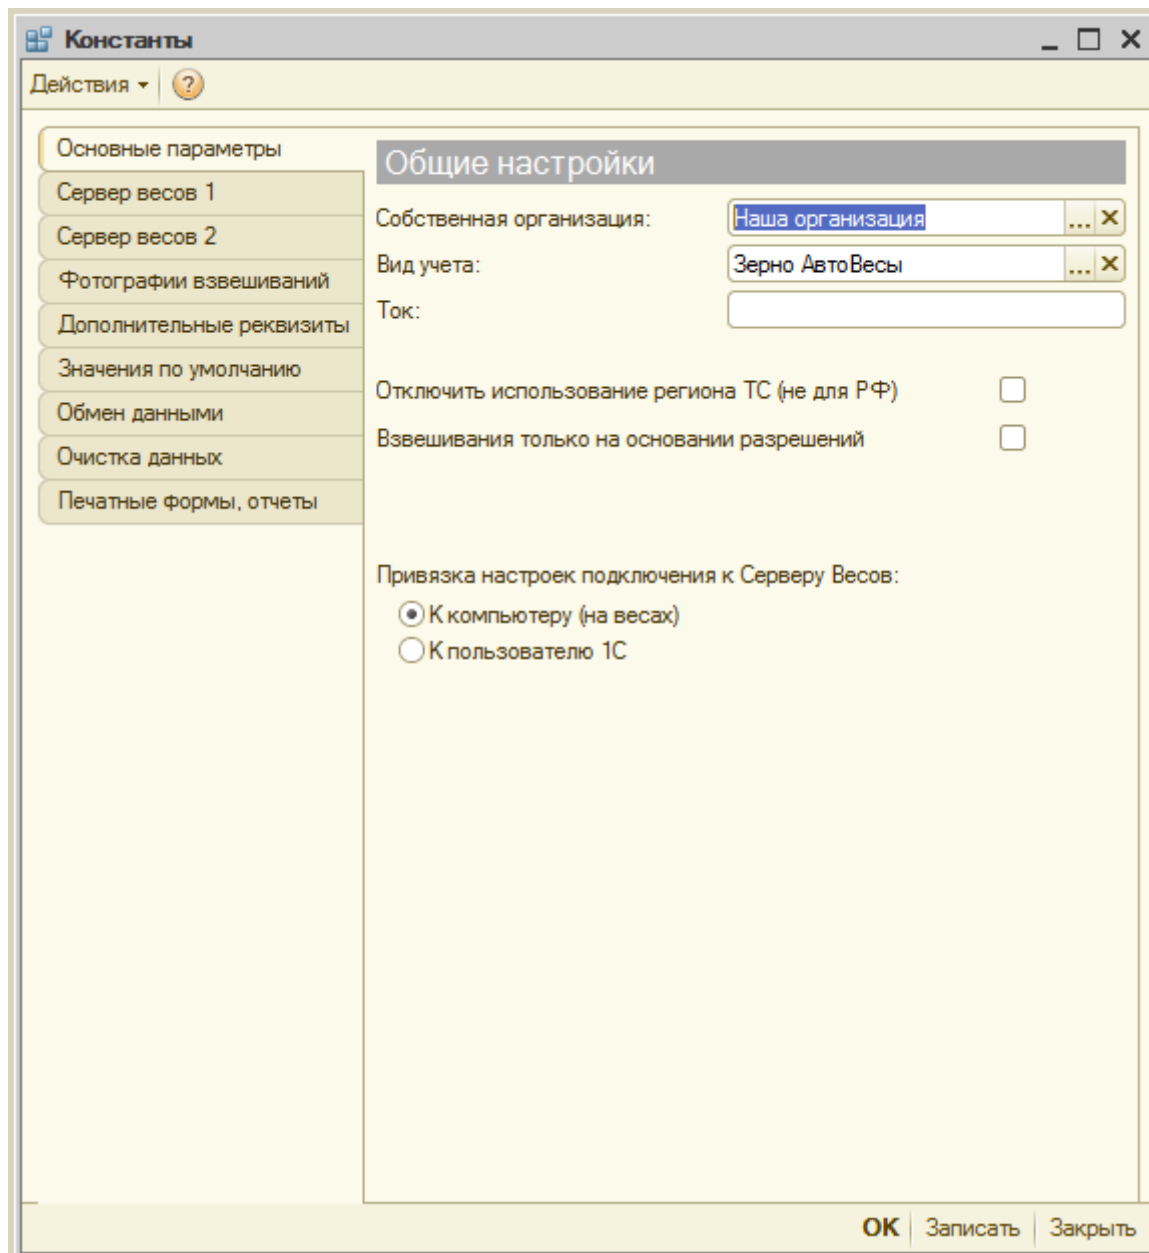 Константы
Действия
Основные параметры
Сервер весов 1
Сервер весов 2
Фотографии взвешиваний
Дополнительные реквизиты
Значения по умолчанию
Обмен данными
Очистка данных
Печатные формы, отчеты
Общие настройки
Собственная организация: Наша организация ...
Вид учета: Зерно АвтоВесы ...
Ток:
Отключить использование региона ТС (не для РФ)
Взвешивания только на основании разрешений
Привязка настроек подключения к Серверу Весов:
К компьютеру (на весах)
К пользователю 1С
OK Записать Закрыть